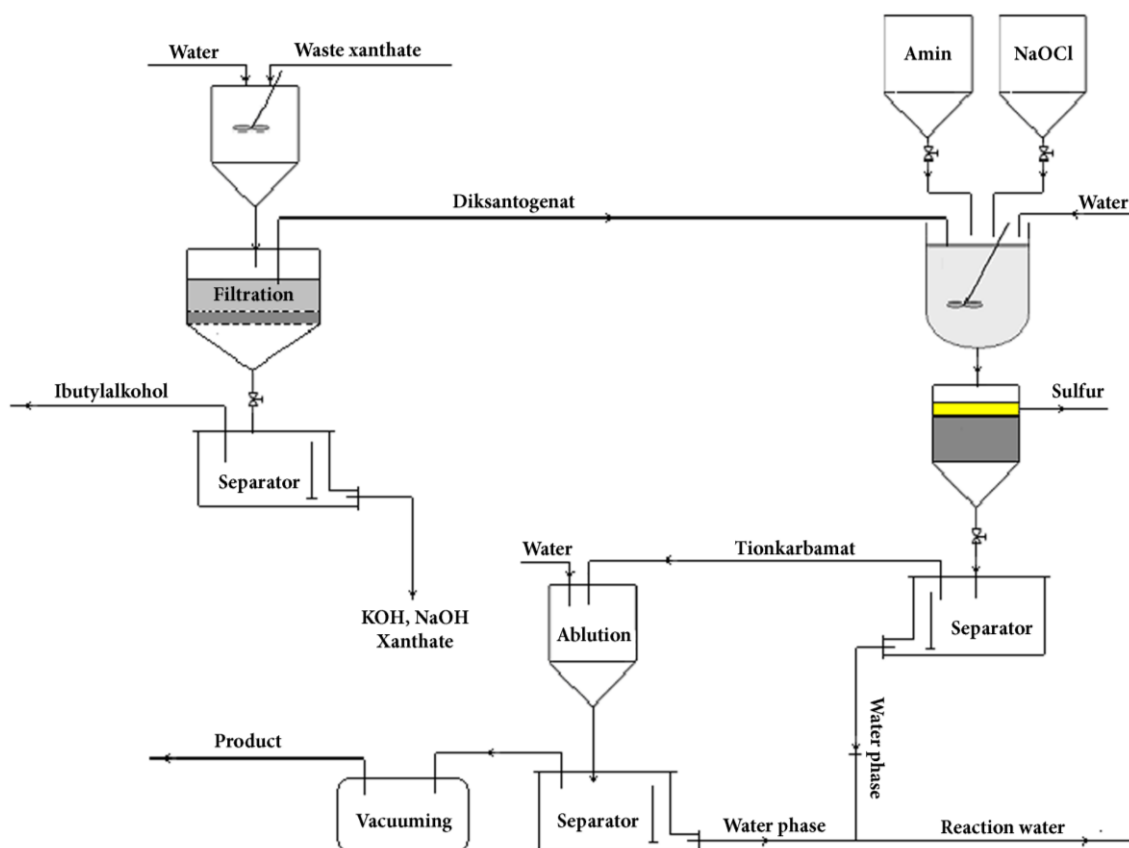 Water
Waste xanthate
Amin
NaOCl
Diksantogenat
Water
Filtration
Ibutylalkohol
Sulfur
Separator
Water
Tionkarbamat
KOH, NaOH
Xanthate
Ablution
Separator
Water phase
Product
Vacuuming
Separator
Water phase
Reaction water